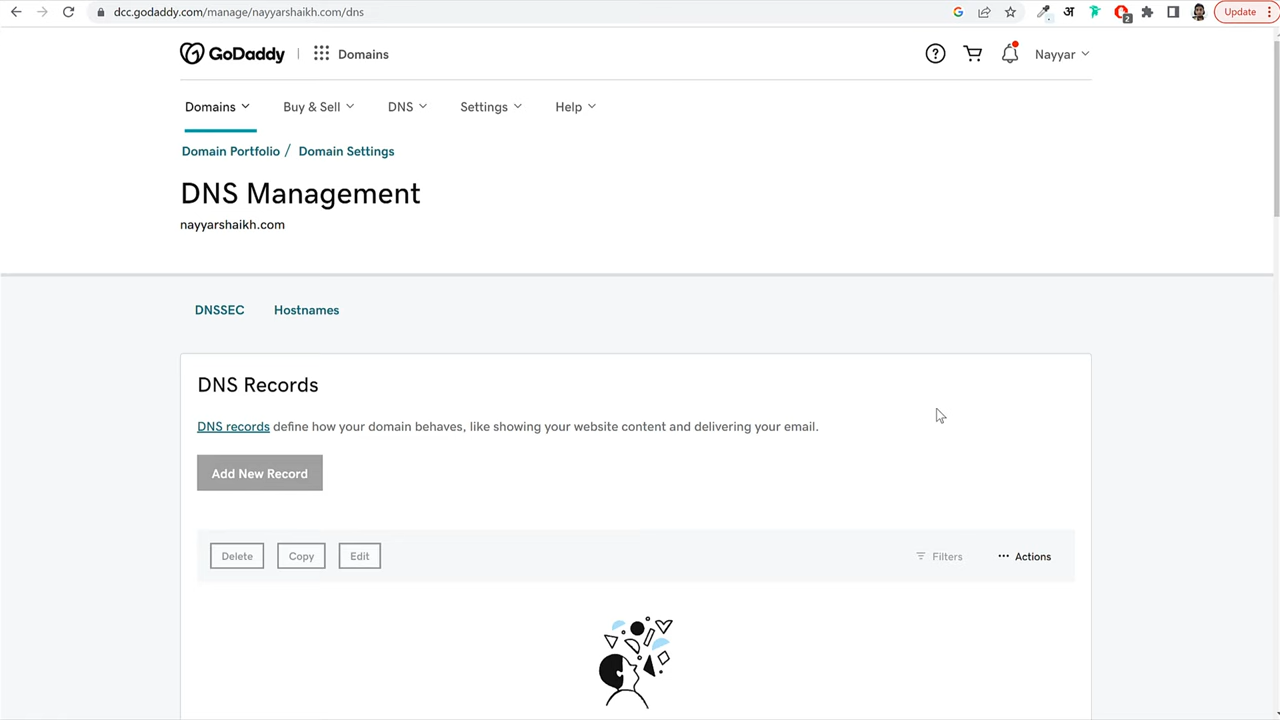 dcc.godaddy.com/manage/nayyarshaikh.com/dns
अ
2
Update
GoDaddy
Domains
Nayyar
Domains
Buy & Sell
DNS
Settings
Help
Domain Portfolio / Domain Settings
DNS Management
nayyarshaikh.com
DNSSEC
Hostnames
DNS Records
DNS records define how your domain behaves, like showing your website content and delivering your email.
Add New Record
Delete
Copy
Edit
Filters
Actions